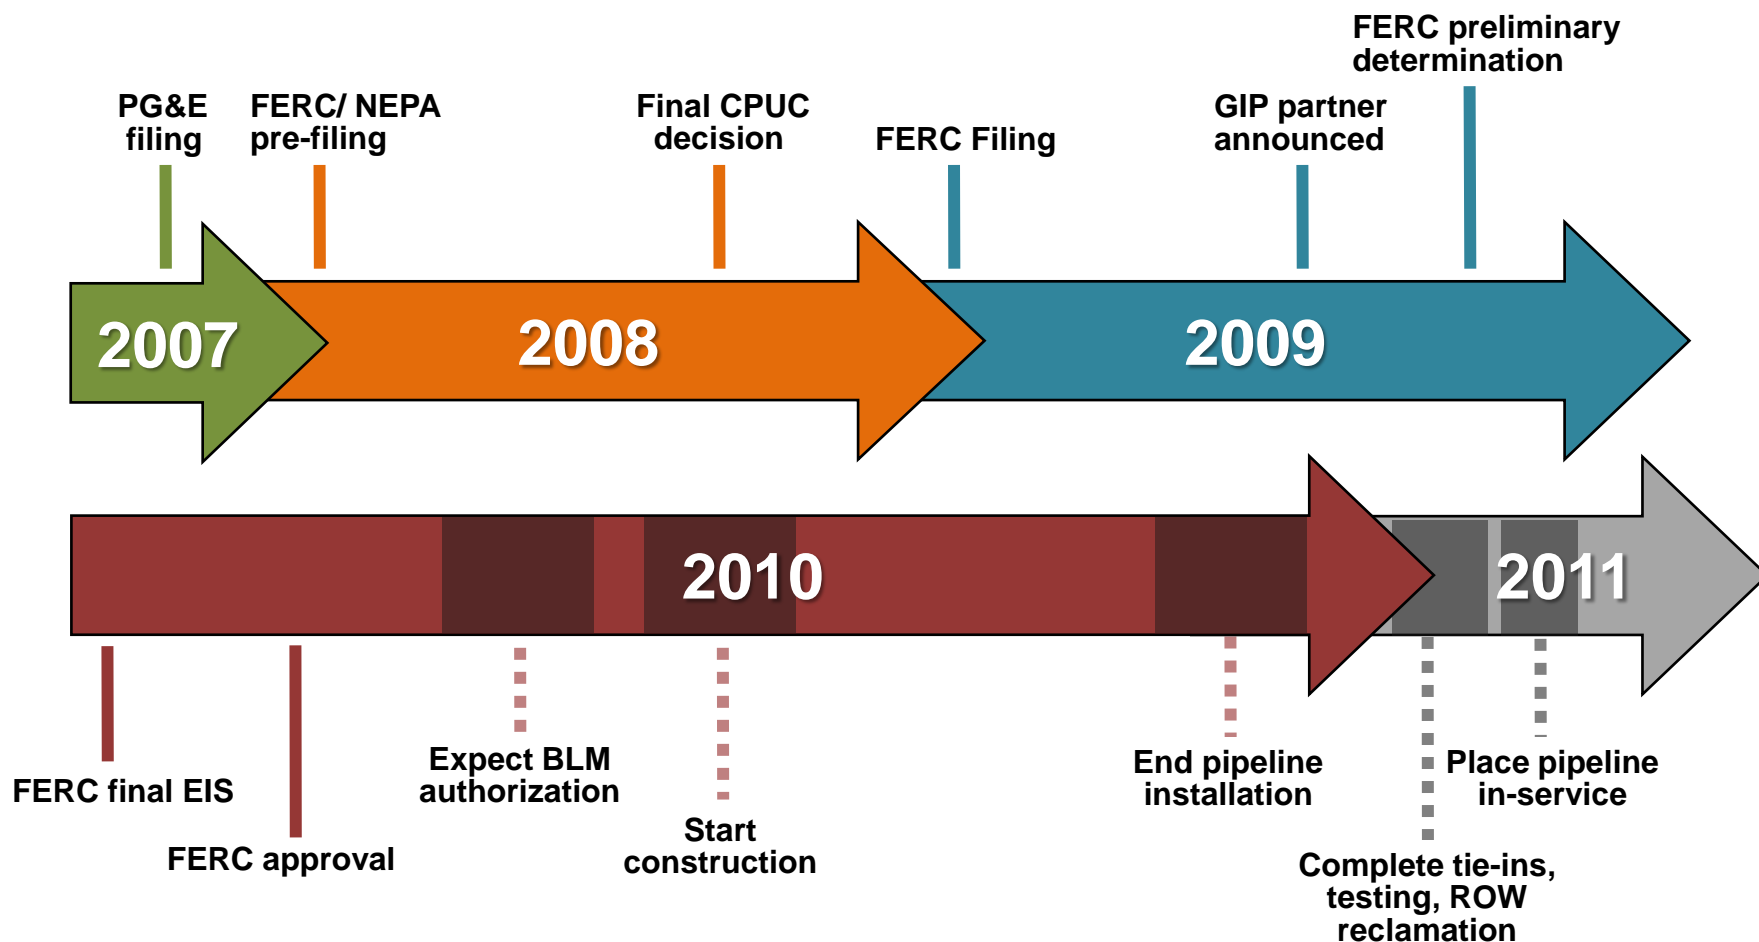 FERC preliminary
determination
PG&E
filing
FERC/ NEPA
pre-filing
Final CPUC
decision
FERC Filing
GIP partner
announced
2007
2008
2009
2010
2011
FERC final EIS
FERC approval
Expect BLM
authorization
Start
construction
End pipeline
installation
Place pipeline
in-service
Complete tie-ins,
testing, ROW
reclamation